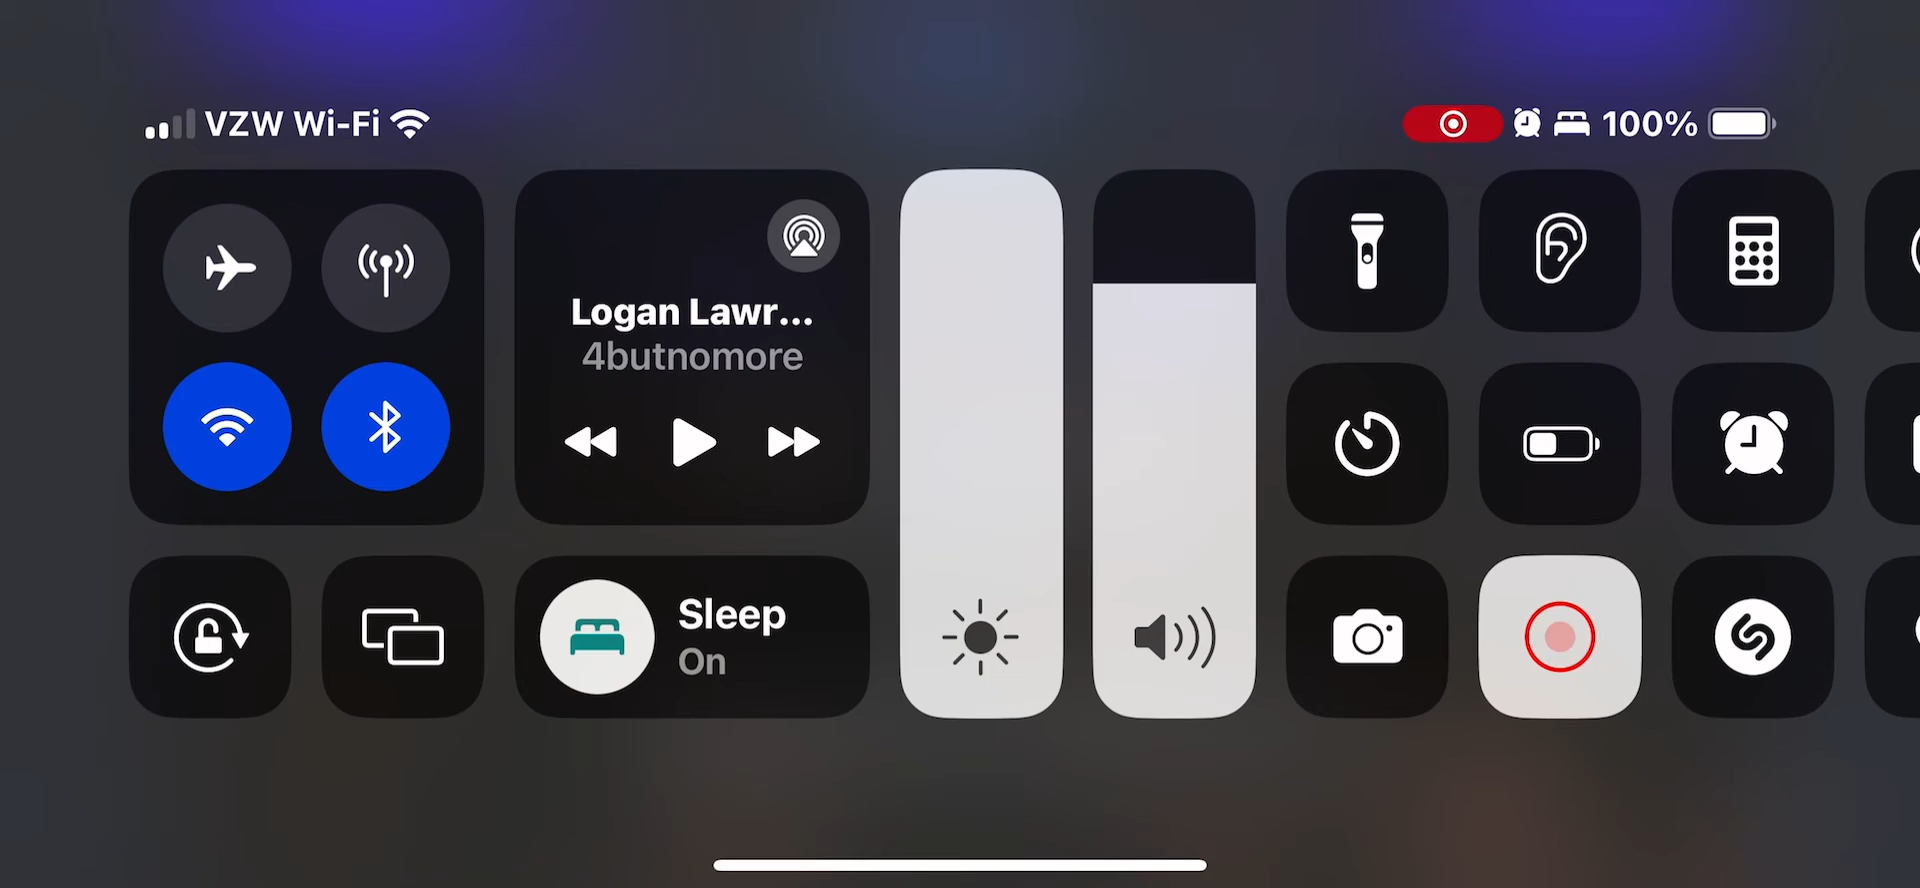 VZW Wi-Fi
100%
Logan Lawr...
4butnomore
Sleep
On